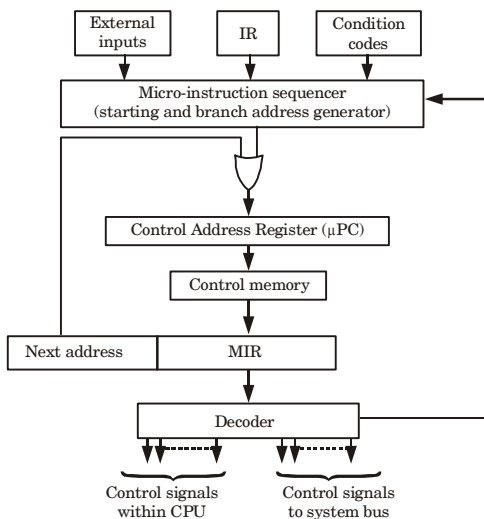 External
inputs
IR
Condition
codes
Micro-instruction sequencer
(starting and branch address generator)
Control Address Register (μPC)
Control memory
Next address
MIR
Decoder
Control signals
within CPU
Control signals
to system bus